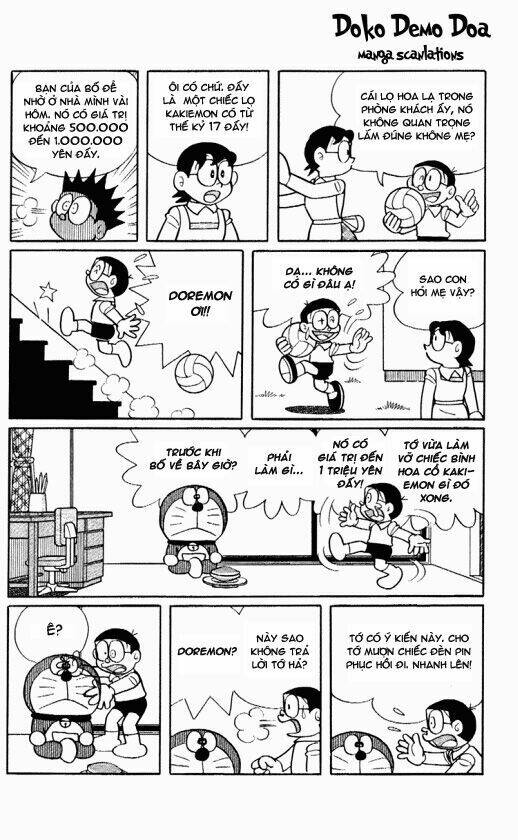 Doko Demo Doa
manga scanlations
CÁI LỌ HOA LẠ TRONG
PHÒNG KHÁCH ẤY, NÓ
KHÔNG QUAN TRỌNG
LẮM ĐÚNG KHÔNG MẸ?
ÔI CÓ CHỨ. ĐẤY
LÀ MỘT CHIẾC LỌ
KAKIEMON CÓ TỪ
THẾ KỶ 17 ĐẤY!
BẠN CỦA BỐ ĐỂ
NHỜ Ở NHÀ MÌNH VÀI
HÔM. NÓ CÓ GIÁ TRỊ
KHOẢNG 500.000
ĐẾN 1.000.000
YÊN ĐẤY.
SAO CON
HỎI MẸ VẬY?
DẠ... KHÔNG
CÓ GÌ ĐÂU Ạ!
DOREMON
ƠI!!
TỚ VỪA LÀM
VỠ CHIẾC BÌNH
HOA CỔ KAKI-
EMON GÌ ĐÓ
XONG.
NÓ CÓ
GIÁ TRỊ ĐẾN
1 TRIỆU YÊN
ĐẤY!
PHẢI
LÀM GÌ...
TRƯỚC KHI
BỐ VỀ BÂY GIỜ?
TỚ CÓ Ý KIẾN NÀY. CHO
TỚ MƯỢN CHIẾC ĐÈN PIN
PHỤC HỒI ĐI. NHANH LÊN!
NÀY SAO
KHÔNG TRẢ
LỜI TỚ HẢ?
DOREMON?
Ê?